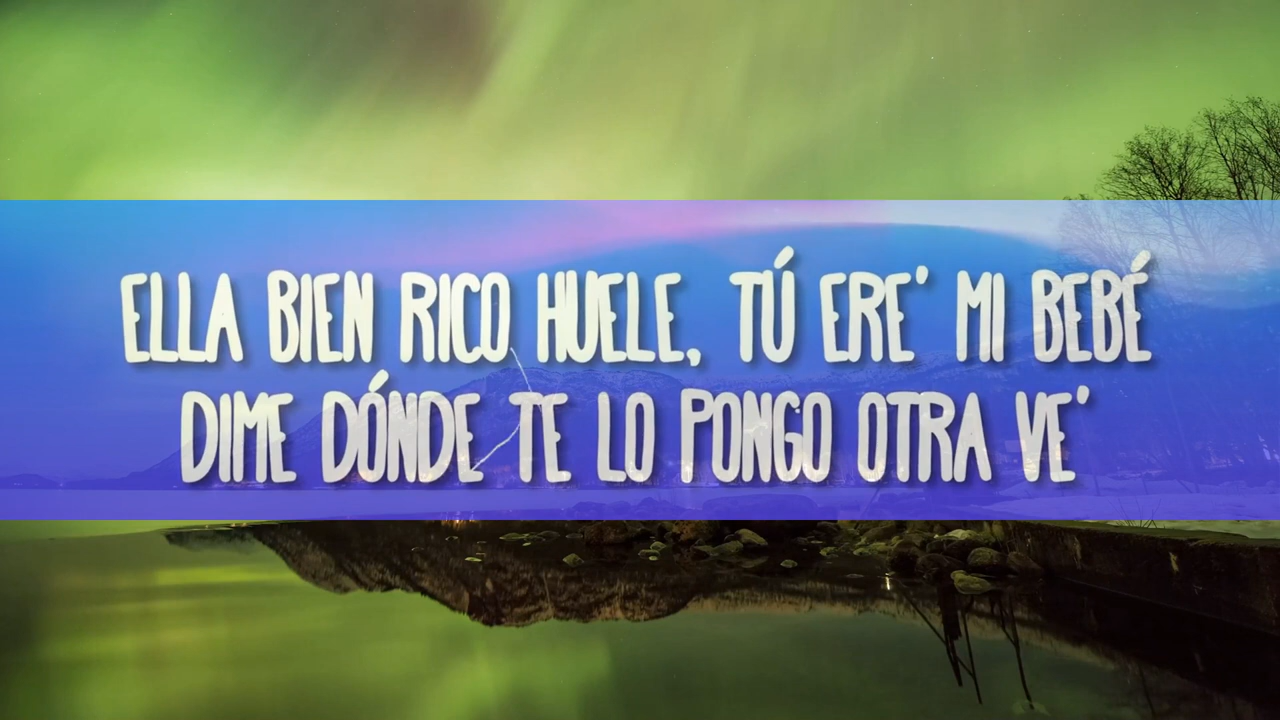 ELLA BIEN RICO HUELE, TÚ ERE' MI BEBÉ
DIME DÓNDE TE LO PONGO OTRA VE'